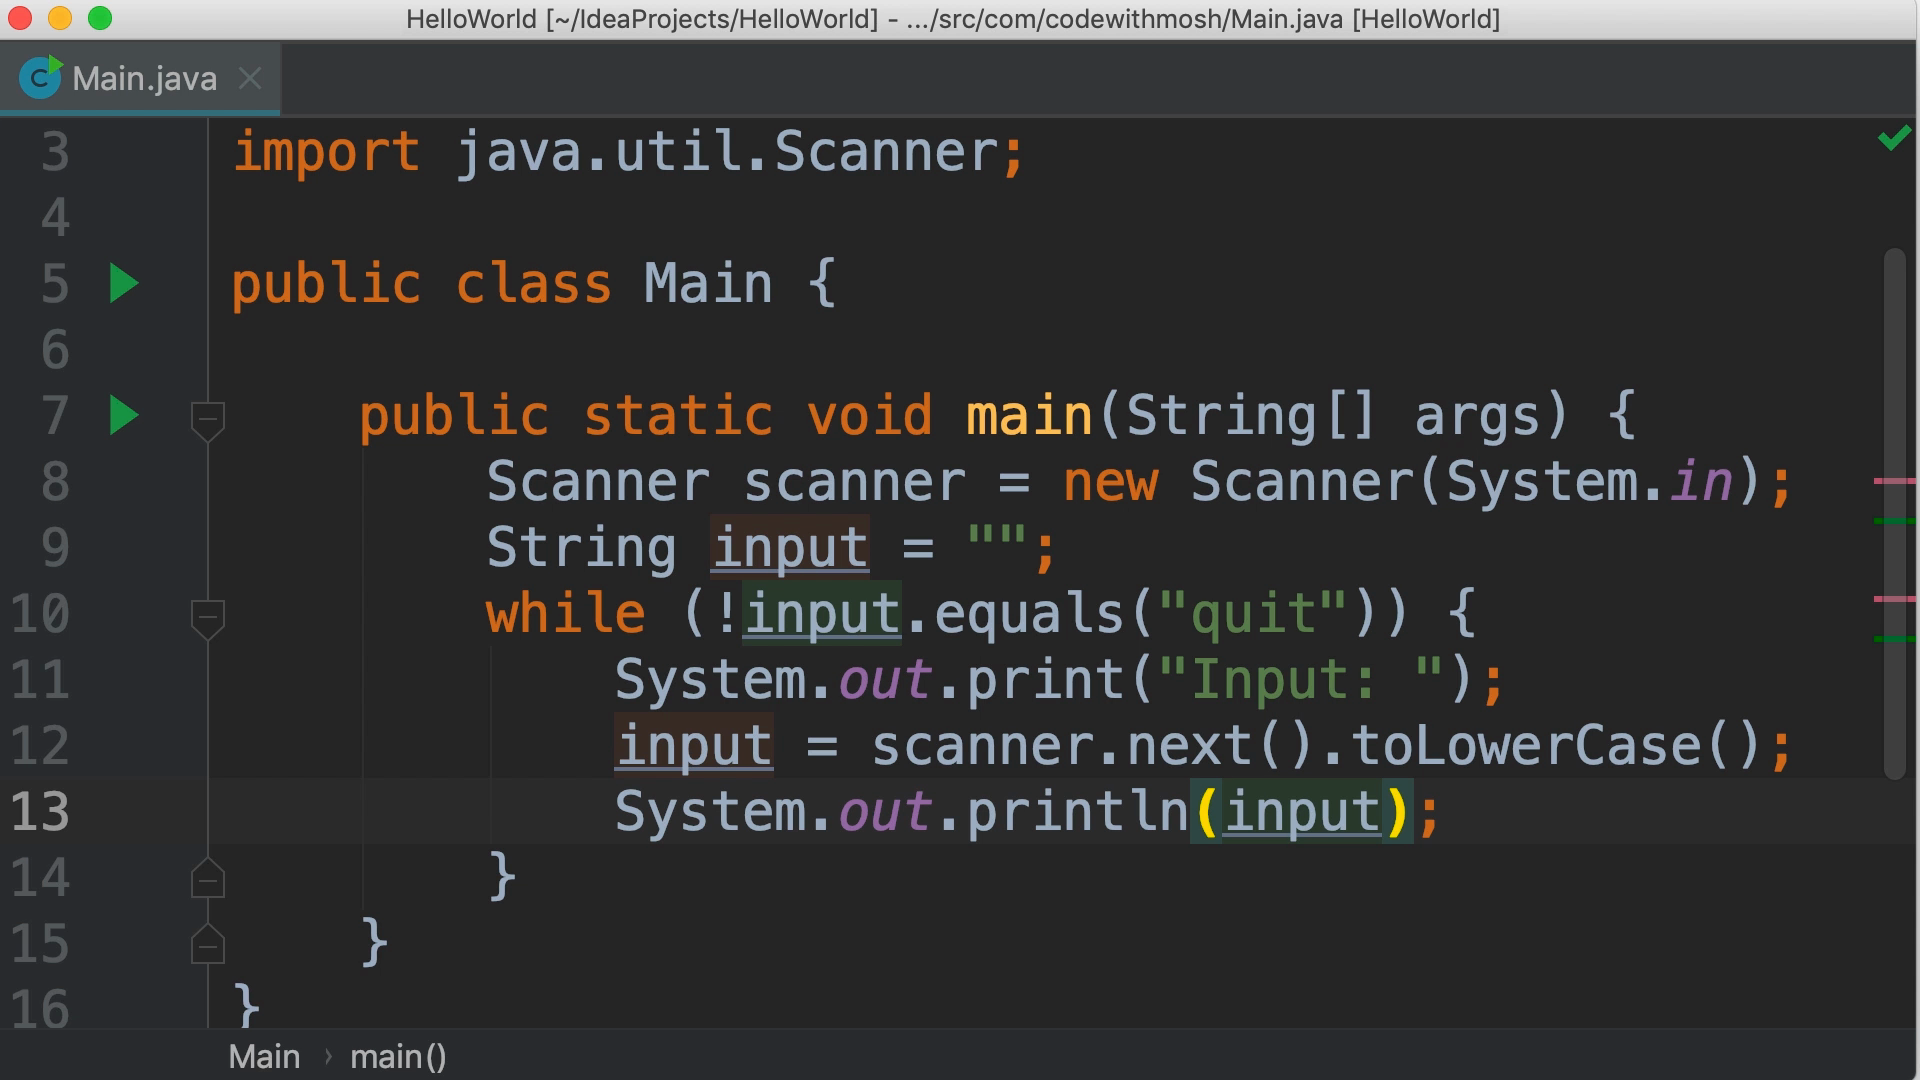 HelloWorld [~/IdeaProjects/HelloWorld] - .../src/com/codewithmosh/Main.java [HelloWorld]
C Main.java
3 import java.util.Scanner;
4
5 public class Main {
6
7     public static void main(String[] args) {
8         Scanner scanner = new Scanner(System.in);
9         String input = "";
10         while (!input.equals("quit")) {
11             System.out.print("Input: ");
12             input = scanner.next().toLowerCase();
13             System.out.println(input);
14         }
15     }
16 }
Main › main()